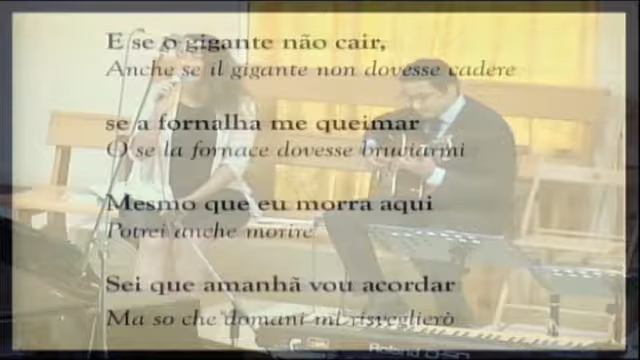 E se o gigante não cair,
Anche se il gigante non dovesse cadere
se a fornalha me queimar
O se la fornace dovesse bruciarmi
Mesmo que eu morra aqui
Potrei anche morire
Sei que amanhã vou acordar
Ma so che domani mi risveglierò
Roland